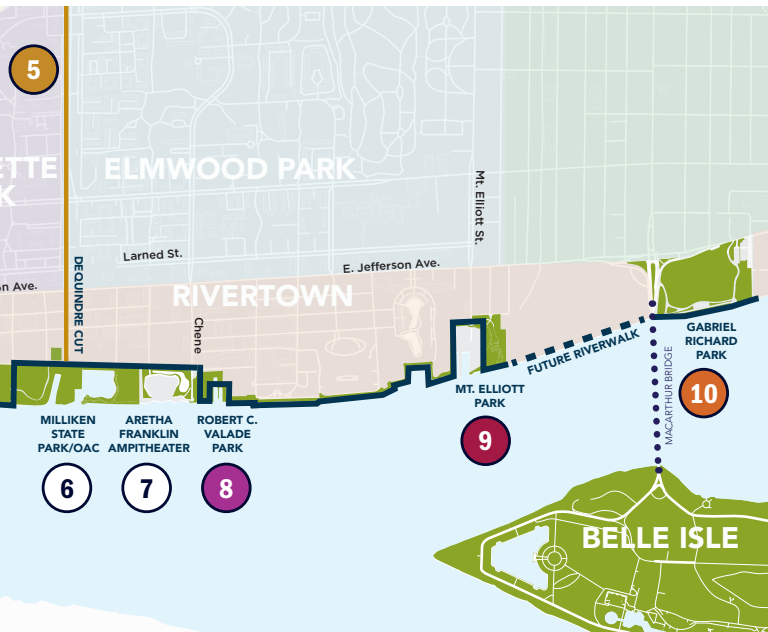 5
ETTE
K
ELMWOOD PARK
Mt. Elliott St.
Larned St.
E. Jefferson Ave.
n Ave.
DEQUINDRE CUT
RIVERTOWN
Chene
FUTURE RIVERWALK
GABRIEL
RICHARD
PARK
10
MACARTHUR BRIDGE
MT. ELLIOTT
PARK
9
MILLIKEN
STATE
PARK/OAC
6
ARETHA
FRANKLIN
AMPITHEATER
7
ROBERT C.
VALADE
PARK
8
BELLE ISLE